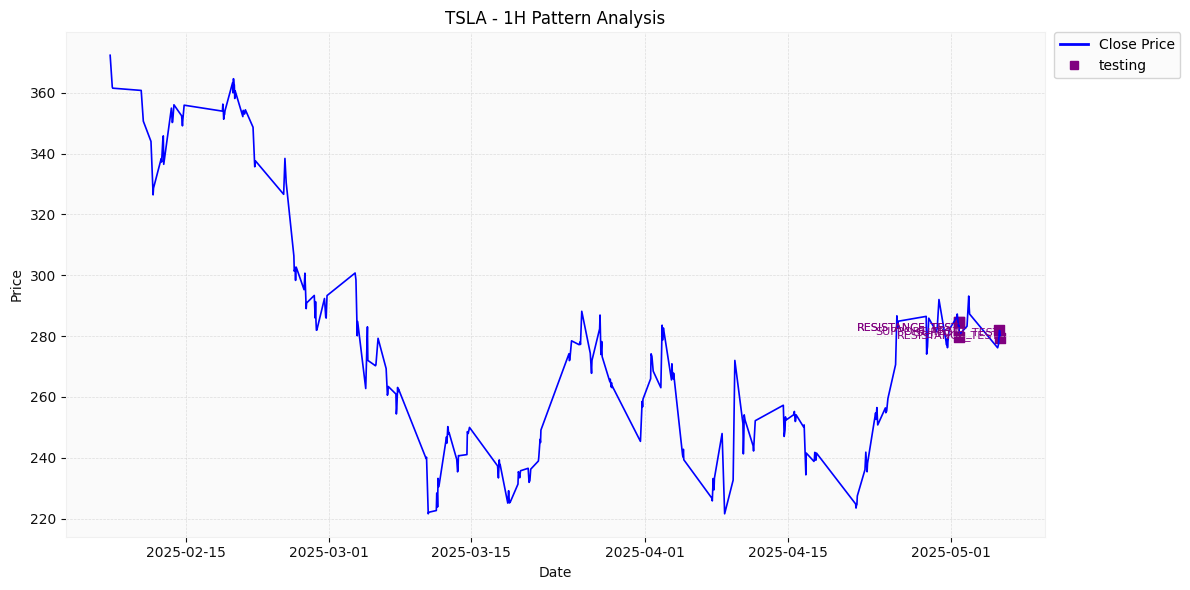 TSLA - 1H Pattern Analysis
Close Price
testing
Price
360
340
320
300
280
260
240
220
RESISTANCE_TEST
RESISTANCE_TEST
2025-02-15
2025-03-01
2025-03-15
2025-04-01
2025-04-15
2025-05-01
Date